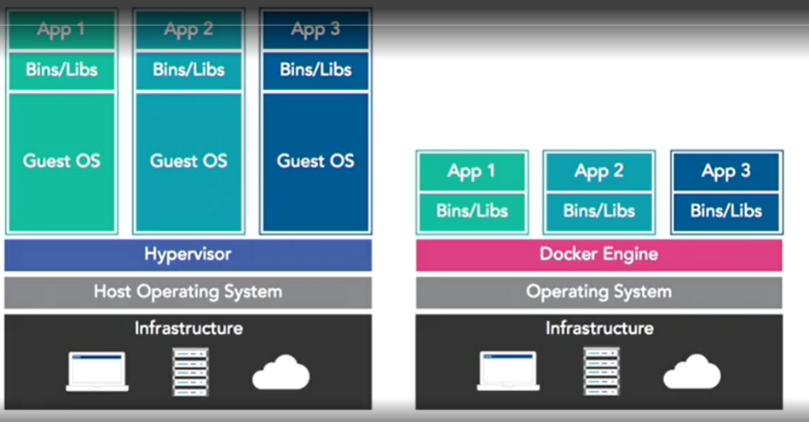 App 1 App 2 App 3
Bins/Libs Bins/Libs Bins/Libs
Guest OS Guest OS Guest OS
Hypervisor
Host Operating System
Infrastructure
App 1 App 2 App 3
Bins/Libs Bins/Libs Bins/Libs
Docker Engine
Operating System
Infrastructure